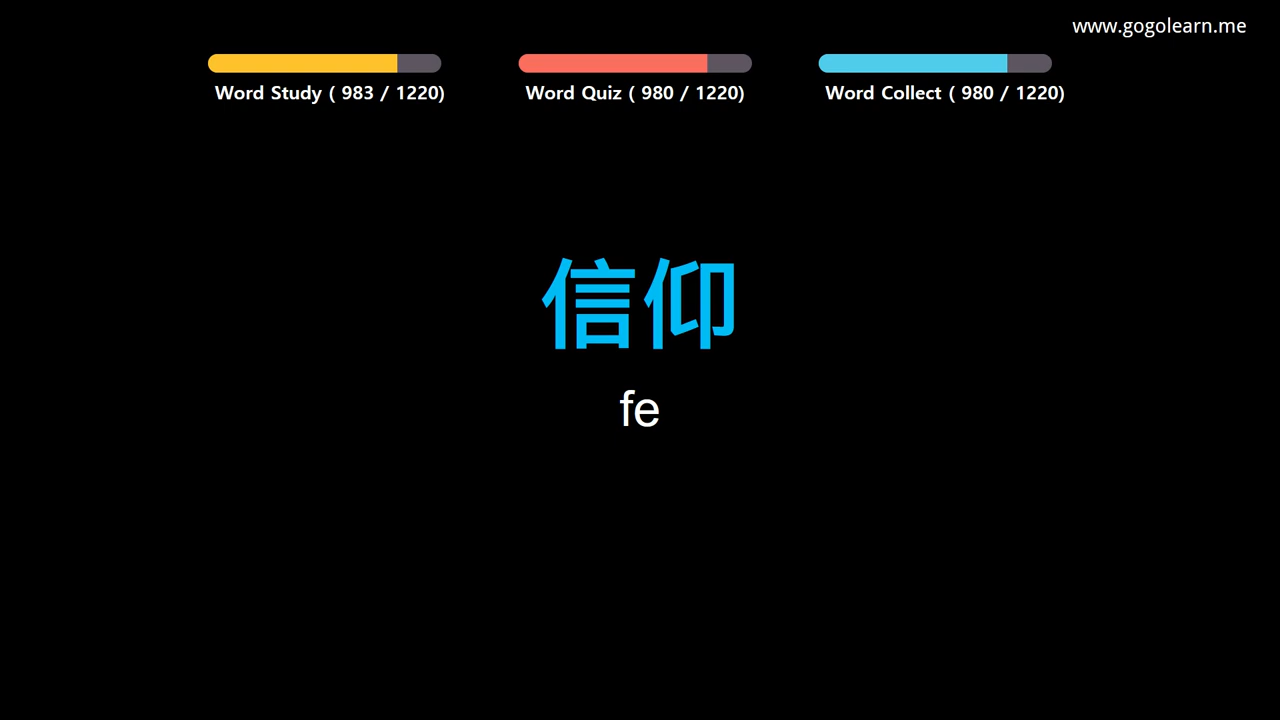 www.gogolearn.me
Word Study ( 983 / 1220)
Word Quiz ( 980 / 1220)
Word Collect ( 980 / 1220)
信仰
fe